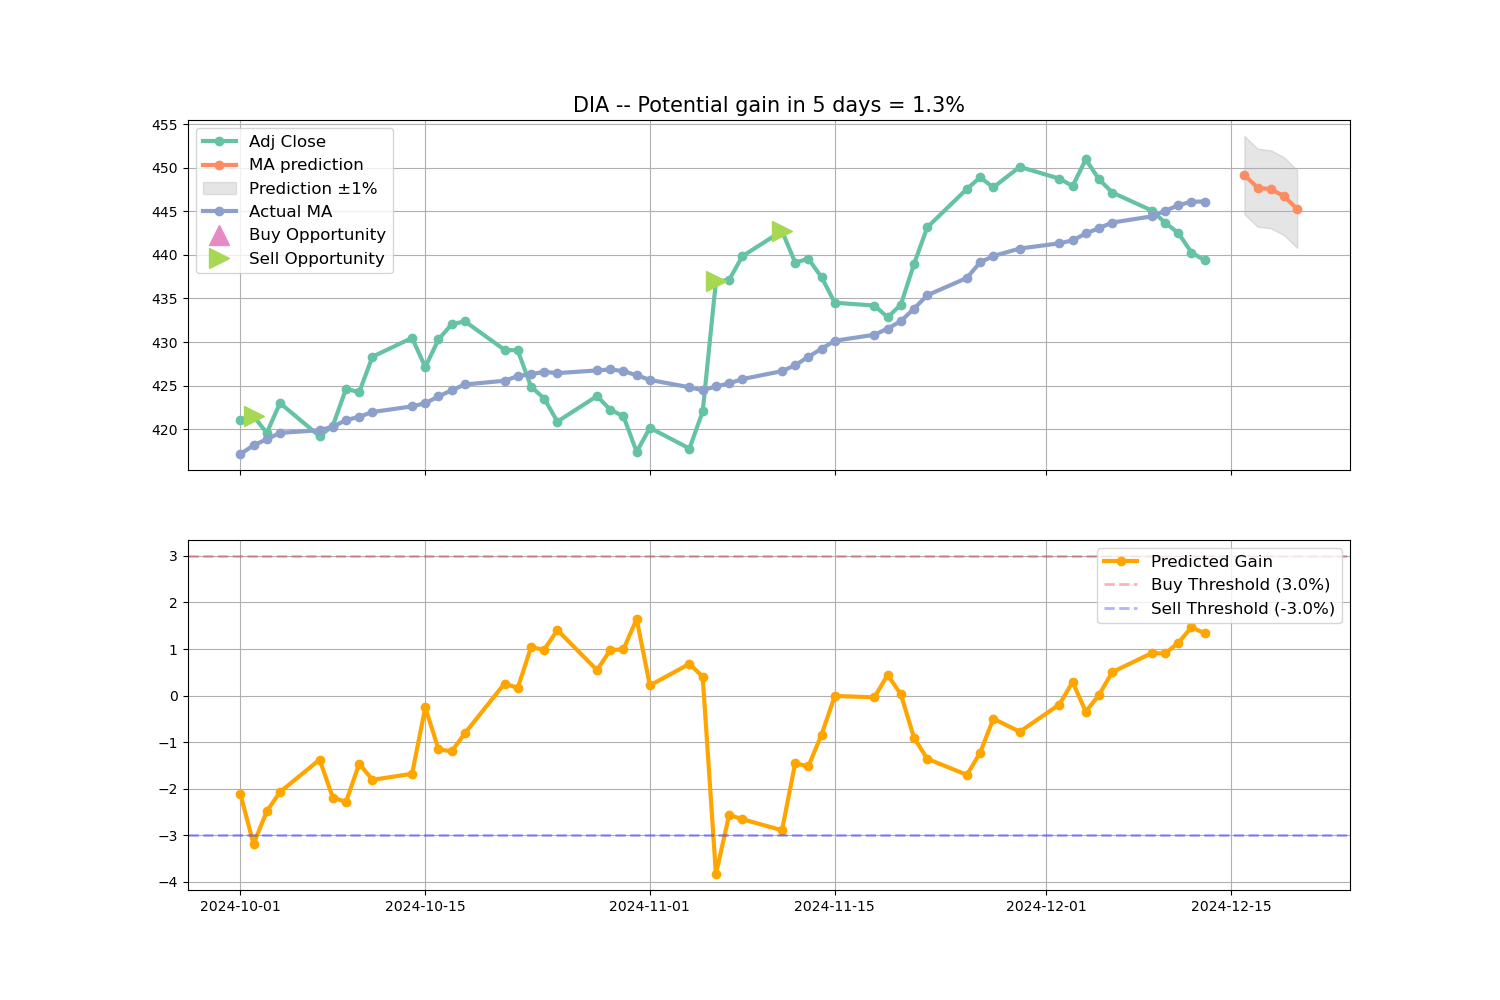 DIA -- Potential gain in 5 days = 1.3%
455
450
445
440
435
430
425
420
Adj Close
MA prediction
Prediction ±1%
Actual MA
Buy Opportunity
Sell Opportunity
3
2
1
0
−1
−2
−3
−4
Predicted Gain
Buy Threshold (3.0%)
Sell Threshold (-3.0%)
2024-10-01 2024-10-15 2024-11-01 2024-11-15 2024-12-01 2024-12-15